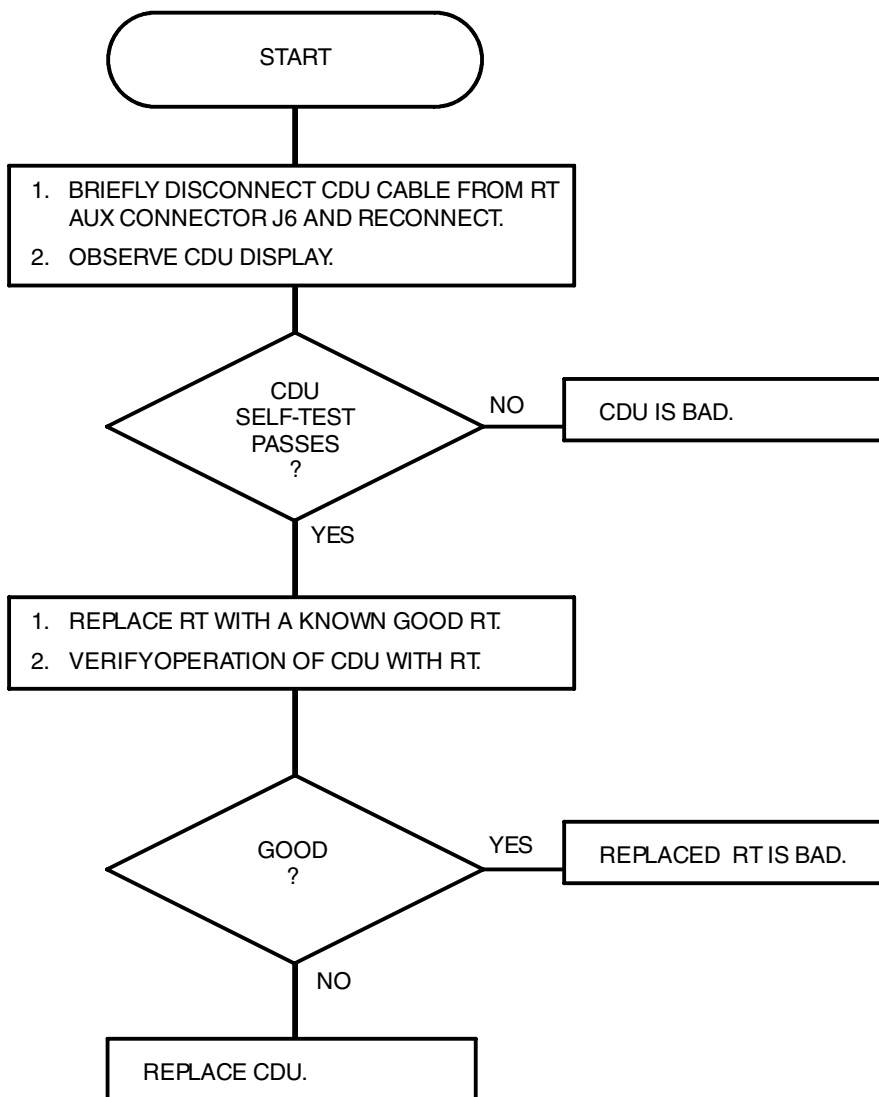 START
1. BRIEFLY DISCONNECT CDU CABLE FROM RT
AUX CONNECTOR J6 AND RECONNECT.
2. OBSERVE CDU DISPLAY.
CDU
SELF-TEST
PASSES
?
NO
CDU IS BAD.
YES
1. REPLACE RT WITH A KNOWN GOOD RT.
2. VERIFYOPERATION OF CDU WITH RT.
GOOD
?
YES
REPLACED RT IS BAD.
NO
REPLACE CDU.